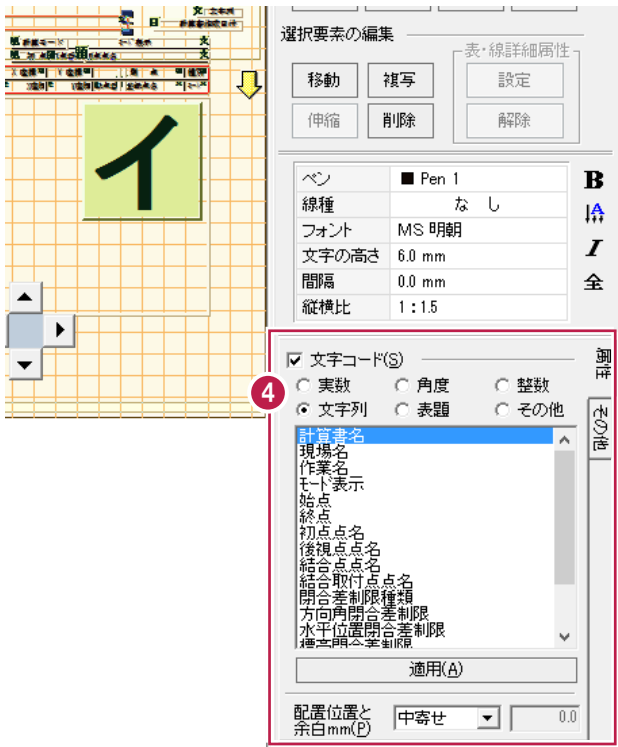 選択要素の編集
表・線詳細属性
移動 複写 設定
伸縮 削除 解除
イ
ペン ■ Pen 1
線種 な し
フォント MS 明朝
文字の高さ 6.0 mm
間隔 0.0 mm
縦横比 1 : 1.5
B
A
I
全
4
文字コード(S)
実数 角度 整数
文字列 表題 その他
計算書名
現場名
作業名
モード表示
始点
終点
初点点名
後視点点名
結合点点名
結合取付点点名
閉合差制限種類
方向角閉合差制限
水平位置閉合差制限
標高閉合差制限
適用(A)
配置位置と
余白mm(P)
中寄せ 0.0
属性
その他